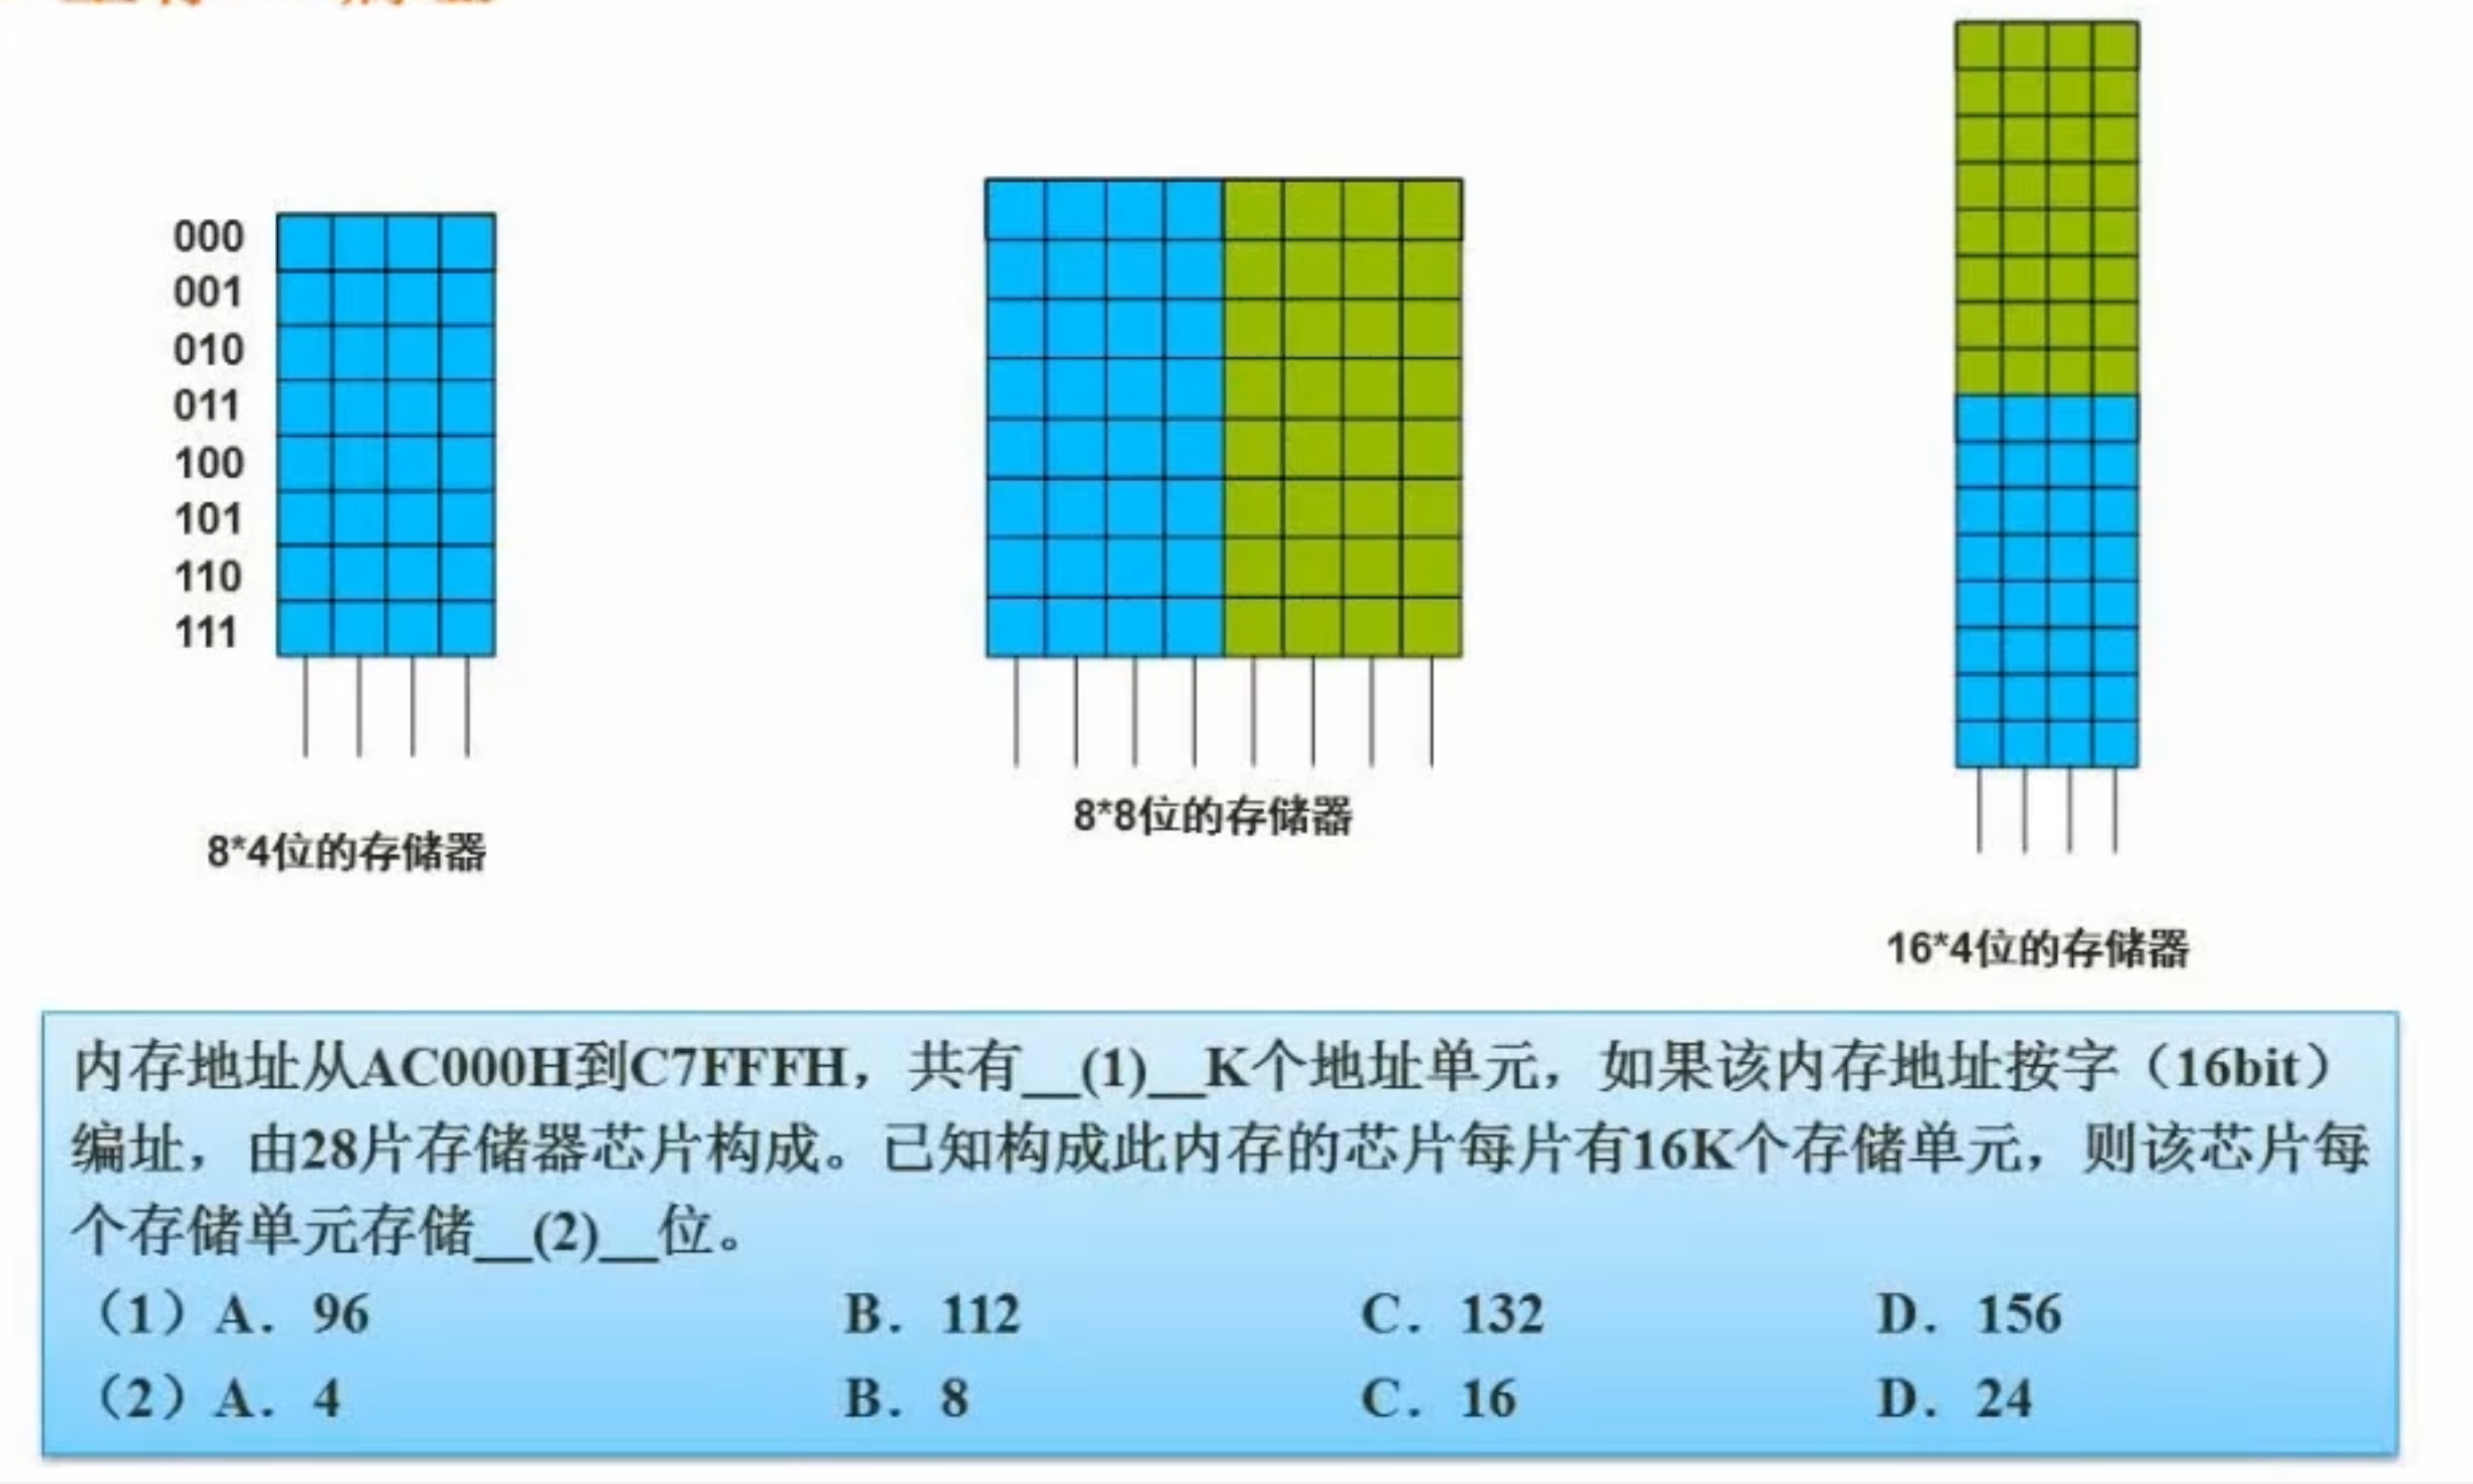 000
001
010
011
100
101
110
111
8*4位的存储器
8*8位的存储器
16*4位的存储器
内存地址从AC000H到C7FFFH，共有__(1)__K个地址单元，如果该内存地址按字（16bit）
编址，由28片存储器芯片构成。已知构成此内存的芯片每片有16K个存储单元，则该芯片每
个存储单元存储__(2)__位。
（1）A．96 B．112 C．132 D．156
（2）A．4 B．8 C．16 D．24